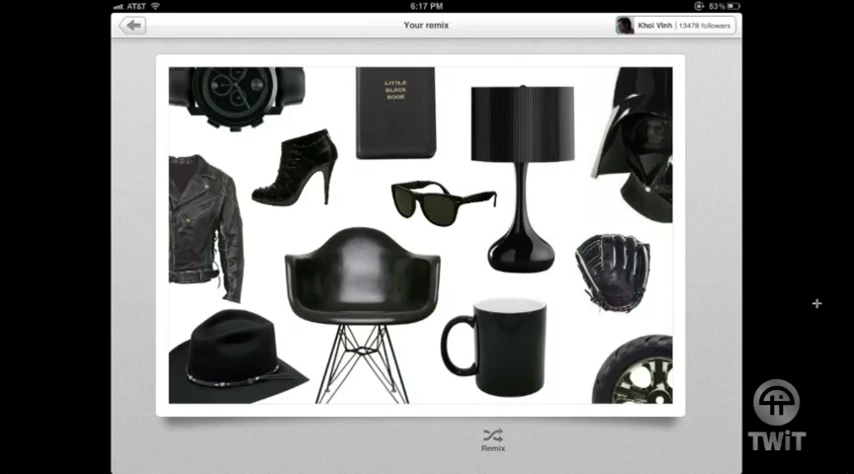 AT&T
6:17 PM
63%
Your remix
Khoi Vinh
13478 followers
LITTLE
BLACK
BOOK
Remix
TWiT